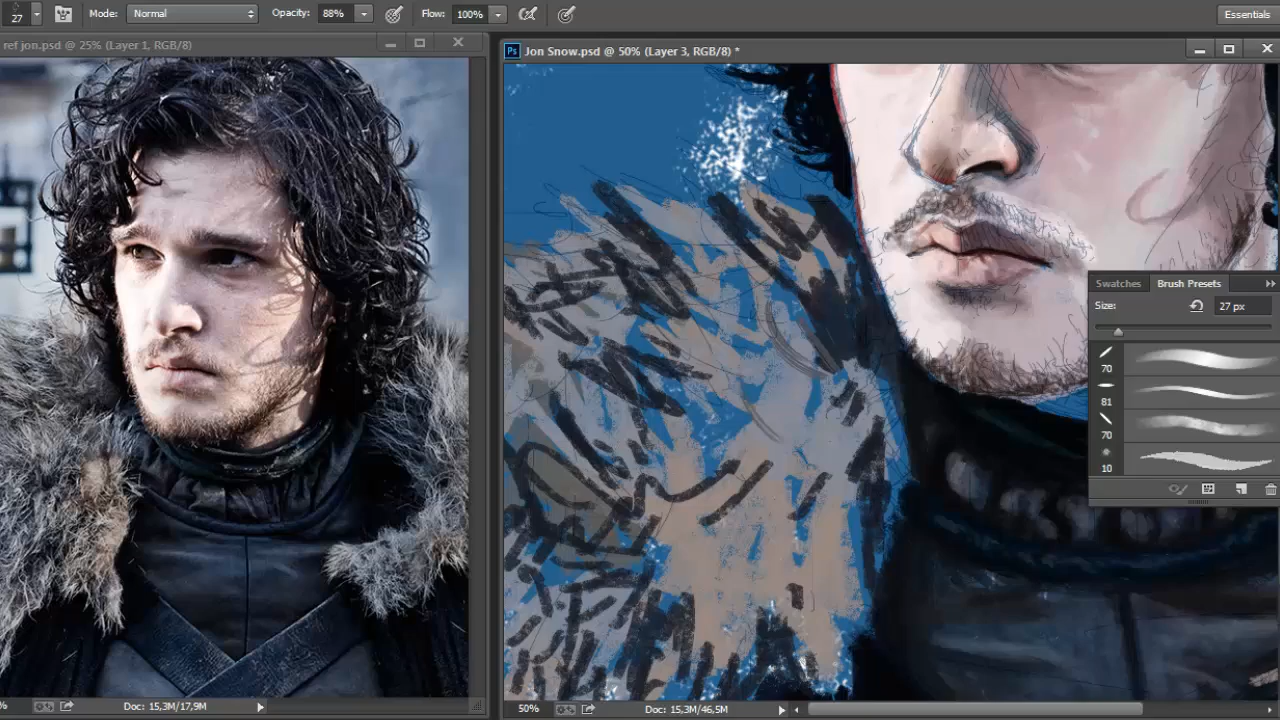 27
Mode: Normal
Opacity: 88%
Flow: 100%
Essentials
ref jon.psd @ 25% (Layer 1, RGB/8)
Ps Jon Snow.psd @ 50% (Layer 3, RGB/8) *
Swatches
Brush Presets
Size:
27 px
70
81
70
10
%
Doc: 15,3M/17,9M
50%
Doc: 15,3M/46,5M